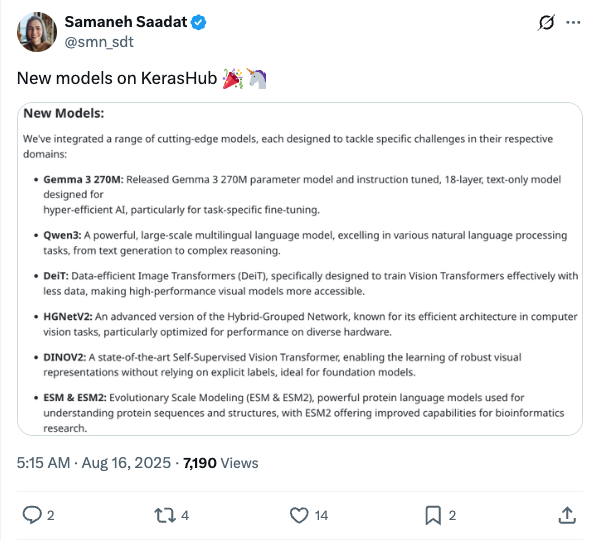 Samaneh Saadat
@smn_sdt
New models on KerasHub 🎉🦄
New Models:
We've integrated a range of cutting-edge models, each designed to tackle specific challenges in their respective
domains:
• Gemma 3 270M: Released Gemma 3 270M parameter model and instruction tuned, 18-layer, text-only model
designed for
hyper-efficient AI, particularly for task-specific fine-tuning.
• Qwen3: A powerful, large-scale multilingual language model, excelling in various natural language processing
tasks, from text generation to complex reasoning.
• DeiT: Data-efficient Image Transformers (DeiT), specifically designed to train Vision Transformers effectively with
less data, making high-performance visual models more accessible.
• HGNetV2: An advanced version of the Hybrid-Grouped Network, known for its efficient architecture in computer
vision tasks, particularly optimized for performance on diverse hardware.
• DINOV2: A state-of-the-art Self-Supervised Vision Transformer, enabling the learning of robust visual
representations without relying on explicit labels, ideal for foundation models.
• ESM & ESM2: Evolutionary Scale Modeling (ESM & ESM2), powerful protein language models used for
understanding protein sequences and structures, with ESM2 offering improved capabilities for bioinformatics
research.
5:15 AM · Aug 16, 2025 · 7,190 Views
2 4 14 2